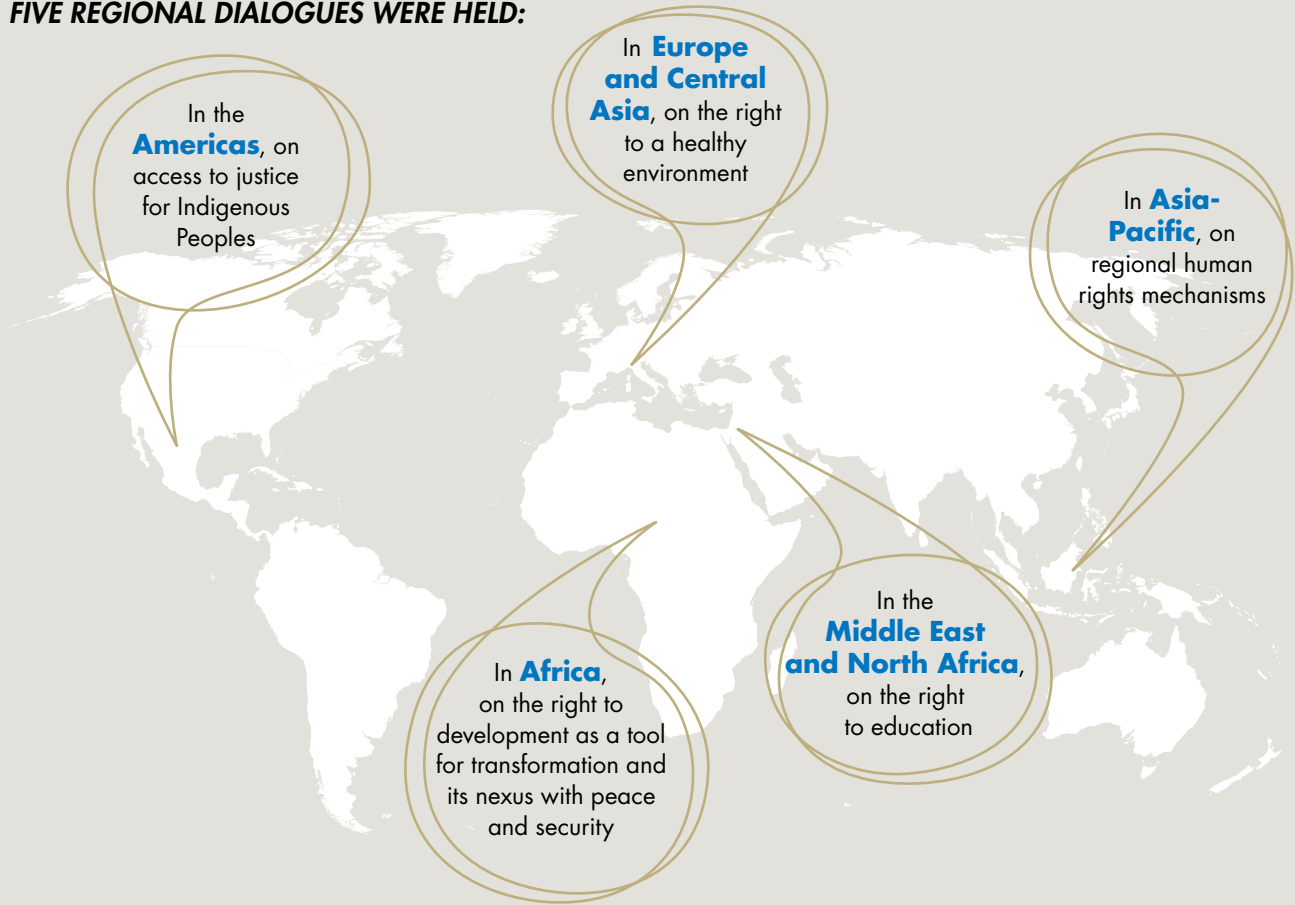 FIVE REGIONAL DIALOGUES WERE HELD:
In the
Americas, on
access to justice
for Indigenous
Peoples
In Europe
and Central
Asia, on the right
to a healthy
environment
In Asia-
Pacific, on
regional human
rights mechanisms
In Africa,
on the right to
development as a tool
for transformation and
its nexus with peace
and security
In the
Middle East
and North Africa,
on the right
to education